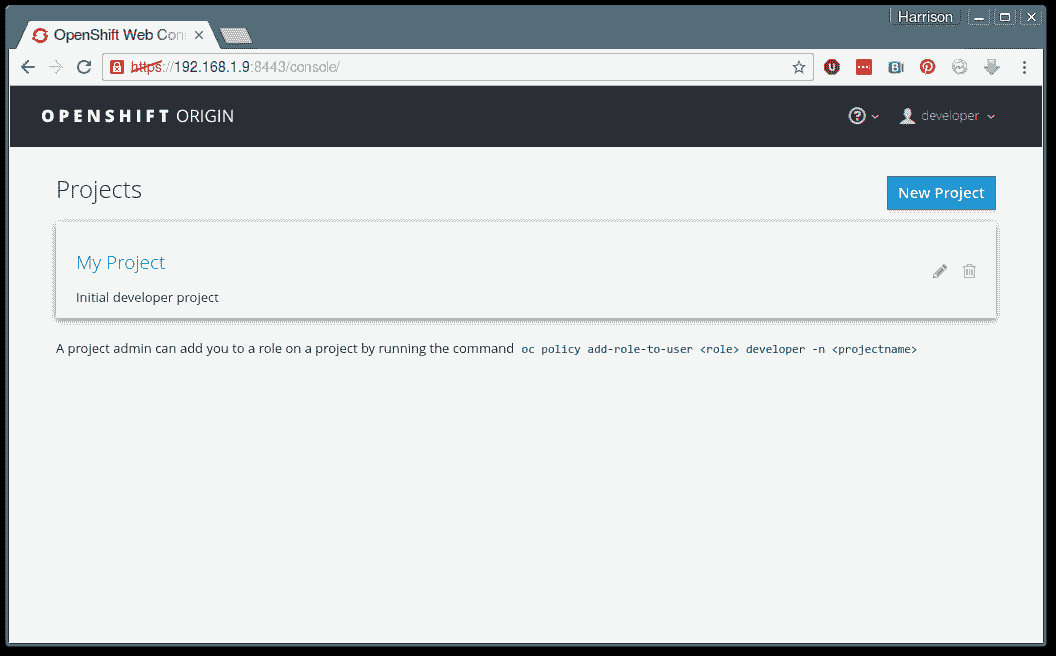 Harrison
OpenShift Web Con
https://192.168.1.9:8443/console/
OPENSHIFT ORIGIN
developer
Projects
New Project
My Project
Initial developer project
A project admin can add you to a role on a project by running the command oc policy add-role-to-user <role> developer -n <projectname>